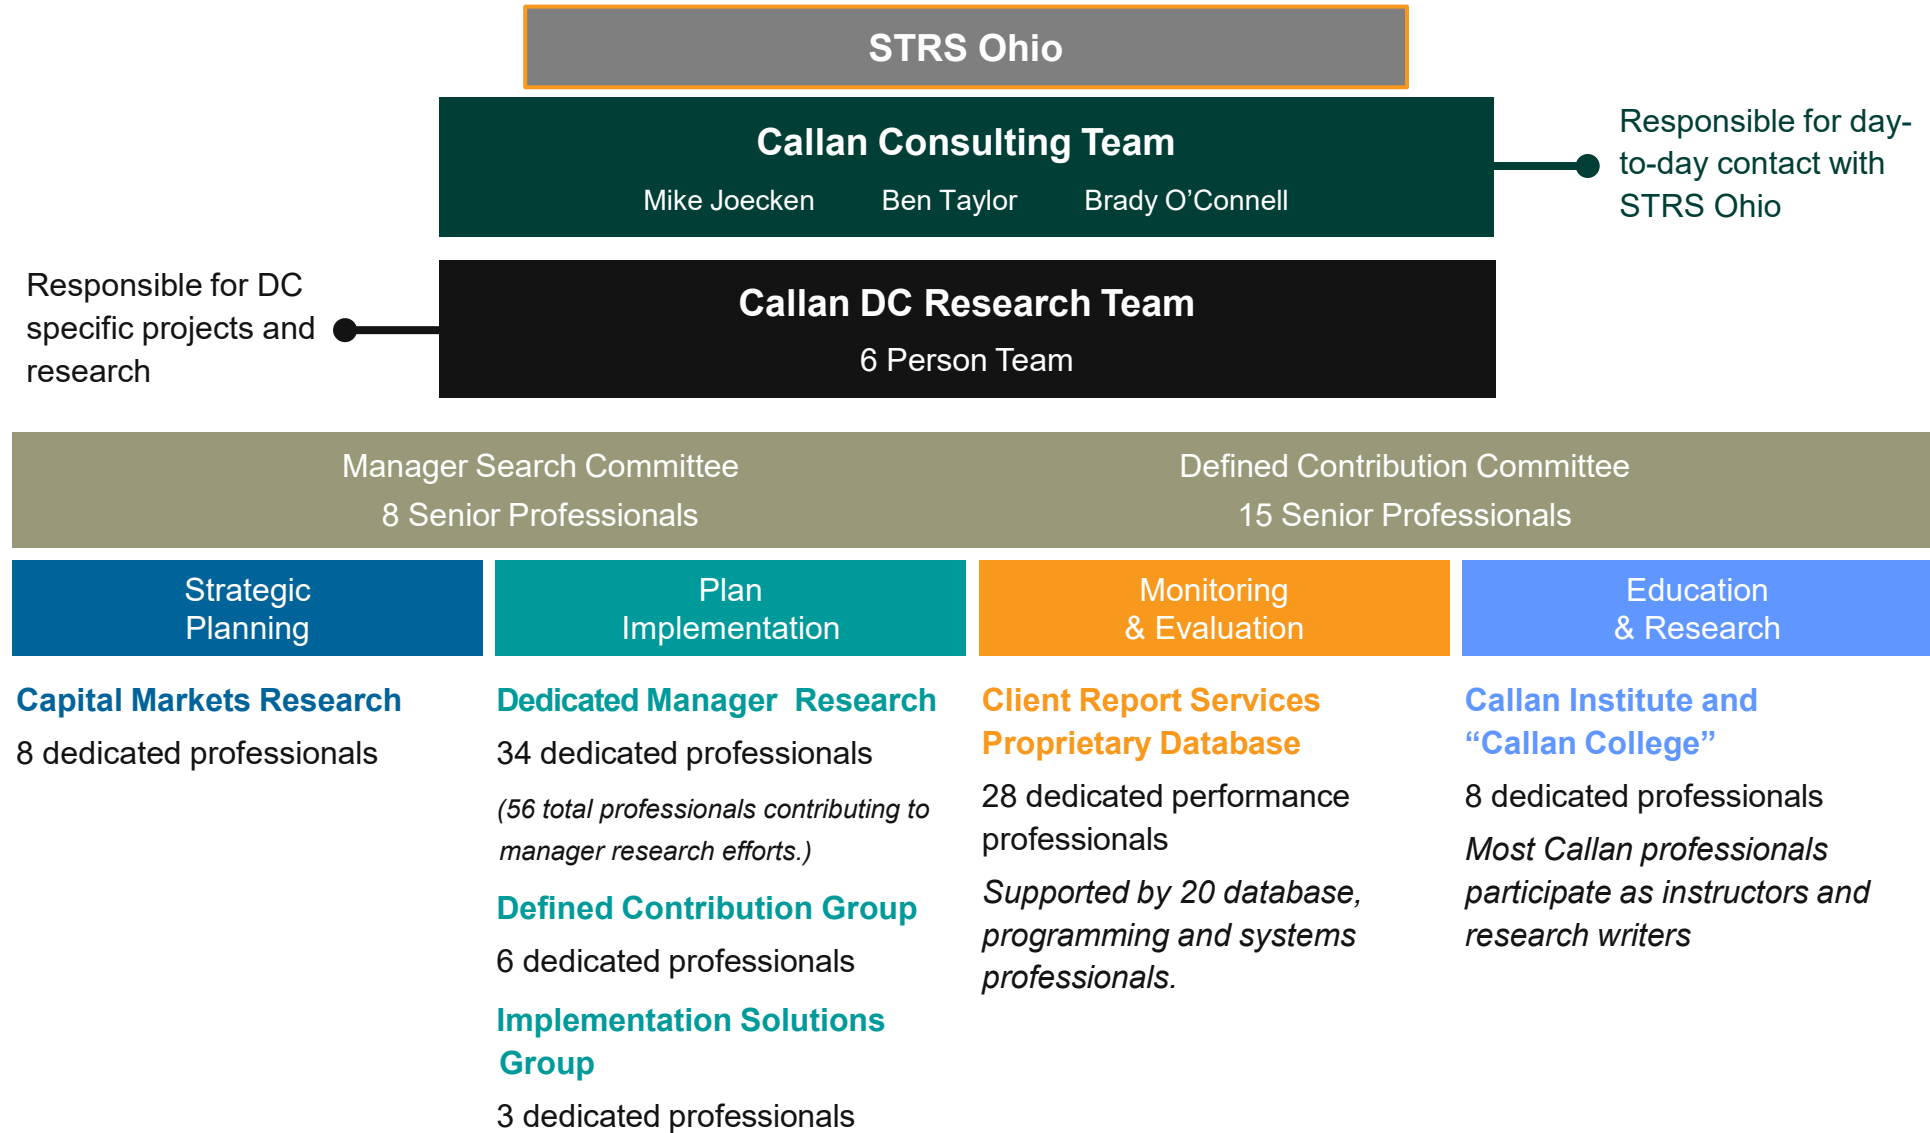 STRS Ohio
Callan Consulting Team
Mike Joecken Ben Taylor Brady O’Connell
Responsible for day-
to-day contact with
STRS Ohio
Responsible for DC
specific projects and
research
Callan DC Research Team
6 Person Team
Manager Search Committee
8 Senior Professionals
Defined Contribution Committee
15 Senior Professionals
Strategic
Planning
Plan
Implementation
Monitoring
& Evaluation
Education
& Research
Capital Markets Research
8 dedicated professionals
Dedicated Manager Research
34 dedicated professionals
(56 total professionals contributing to
manager research efforts.)
Defined Contribution Group
6 dedicated professionals
Implementation Solutions
Group
3 dedicated professionals
Client Report Services
Proprietary Database
28 dedicated performance
professionals
Supported by 20 database,
programming and systems
professionals.
Callan Institute and
“Callan College”
8 dedicated professionals
Most Callan professionals
participate as instructors and
research writers